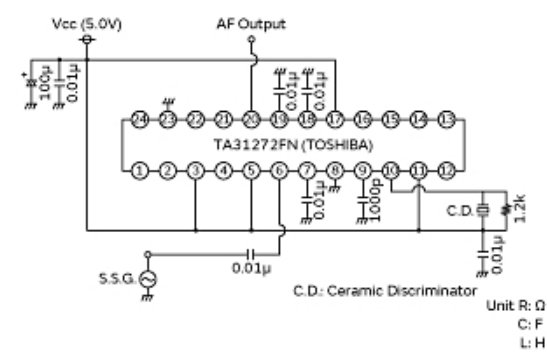 Vcc (5.0V)
AF Output
100μ
0.01μ
0.01μ
0.01μ
24 23 22 21 20 19 18 17 16 15 14 13
TA31272FN (TOSHIBA)
1 2 3 4 5 6 7 8 9 10 11 12
0.01μ
1000p
C.D.
1.2k
0.01μ
S.S.G.
0.01μ
C.D.: Ceramic Discriminator
Unit R: Ω
C: F
L: H